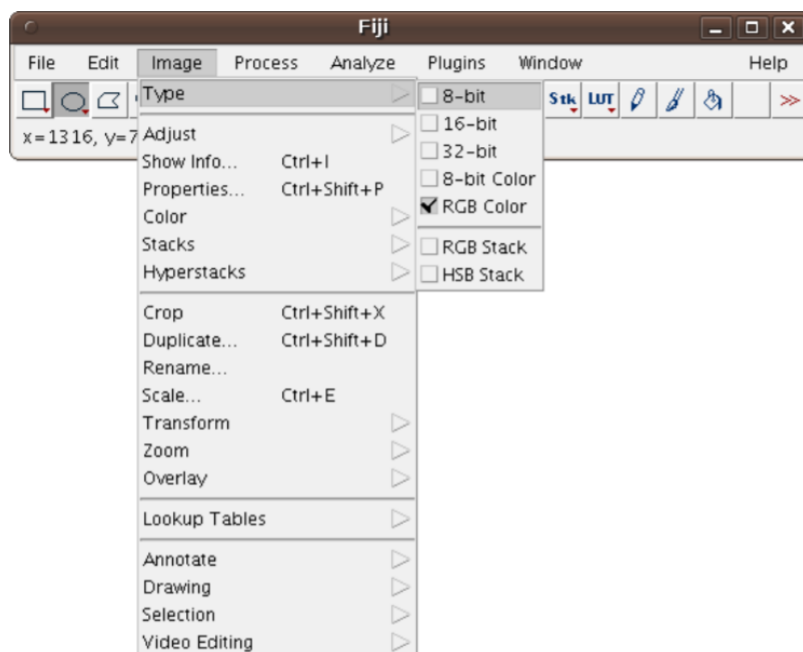 Fiji
File Edit Image Process Analyze Plugins Window Help
Stk LUT >>
x=1316, y=7
Type
Adjust
Show Info... Ctrl+I
Properties... Ctrl+Shift+P
Color
Stacks
Hyperstacks
Crop Ctrl+Shift+X
Duplicate... Ctrl+Shift+D
Rename...
Scale... Ctrl+E
Transform
Zoom
Overlay
Lookup Tables
Annotate
Drawing
Selection
Video Editing
8-bit
16-bit
32-bit
8-bit Color
RGB Color
RGB Stack
HSB Stack